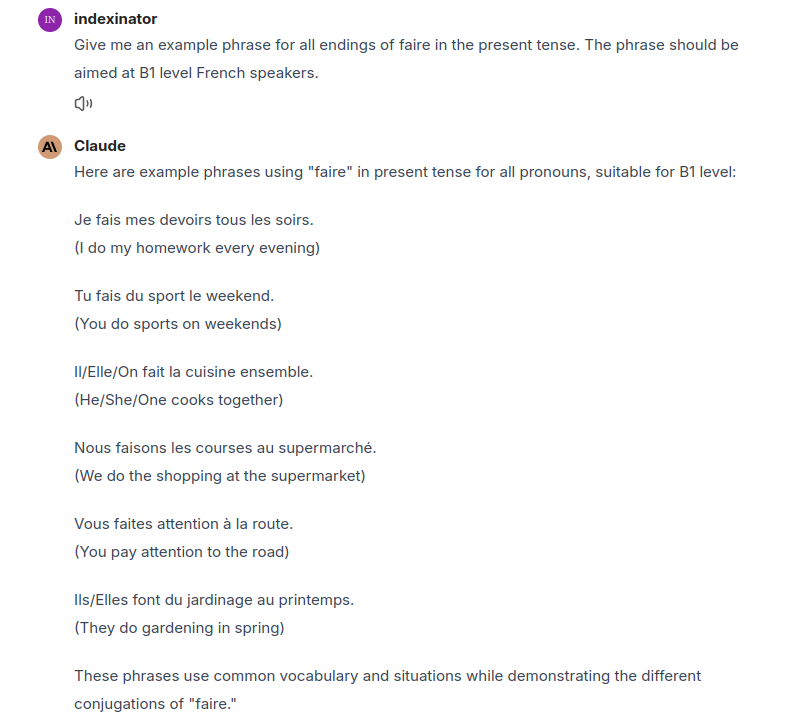 IN indexinator
Give me an example phrase for all endings of faire in the present tense. The phrase should be
aimed at B1 level French speakers.
A\ Claude
Here are example phrases using "faire" in present tense for all pronouns, suitable for B1 level:
Je fais mes devoirs tous les soirs.
(I do my homework every evening)
Tu fais du sport le weekend.
(You do sports on weekends)
Il/Elle/On fait la cuisine ensemble.
(He/She/One cooks together)
Nous faisons les courses au supermarché.
(We do the shopping at the supermarket)
Vous faites attention à la route.
(You pay attention to the road)
Ils/Elles font du jardinage au printemps.
(They do gardening in spring)
These phrases use common vocabulary and situations while demonstrating the different
conjugations of "faire."